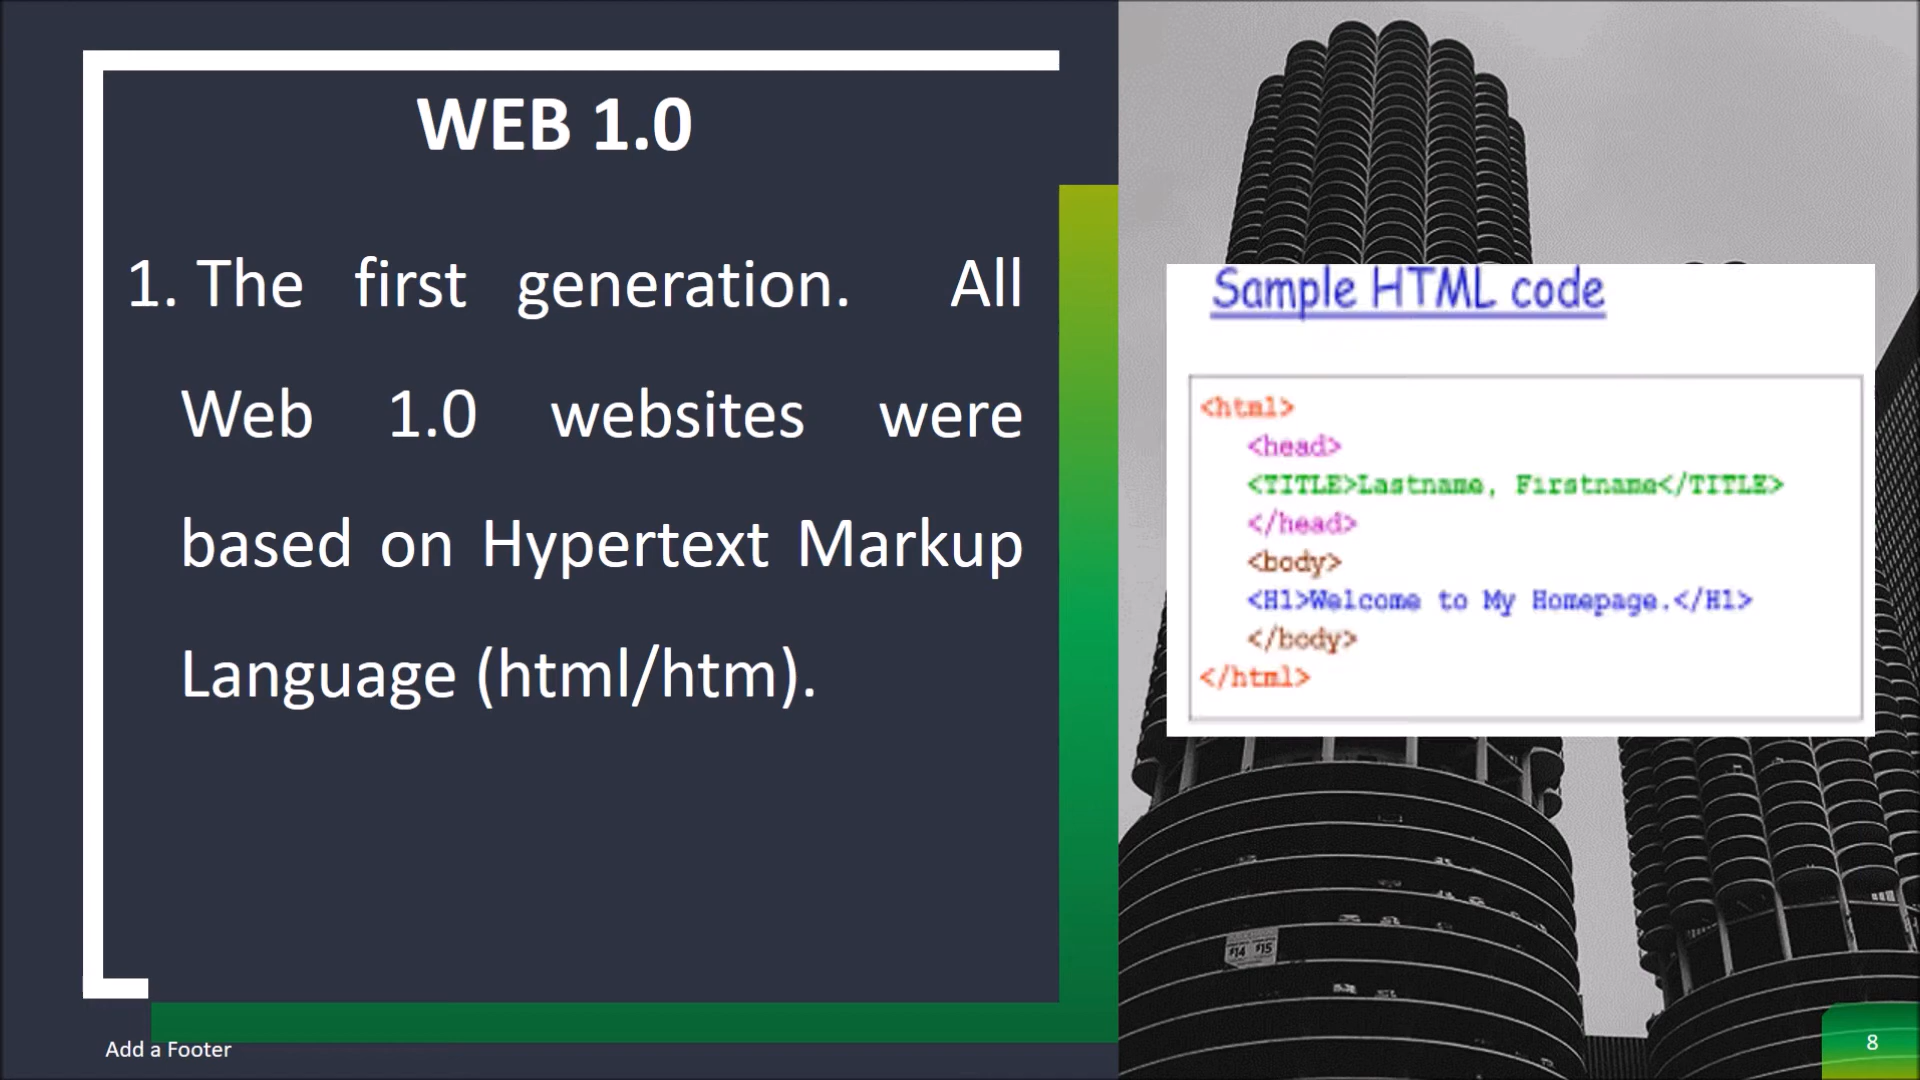 WEB 1.0
1. The first generation. All
Web 1.0 websites were
based on Hypertext Markup
Language (html/htm).
Sample HTML code
<html>
<head>
<TITLE>Lastname, Firstname</TITLE>
</head>
<body>
<H1>Welcome to My Homepage.</H1>
</body>
</html>
$14 $15
Add a Footer
8